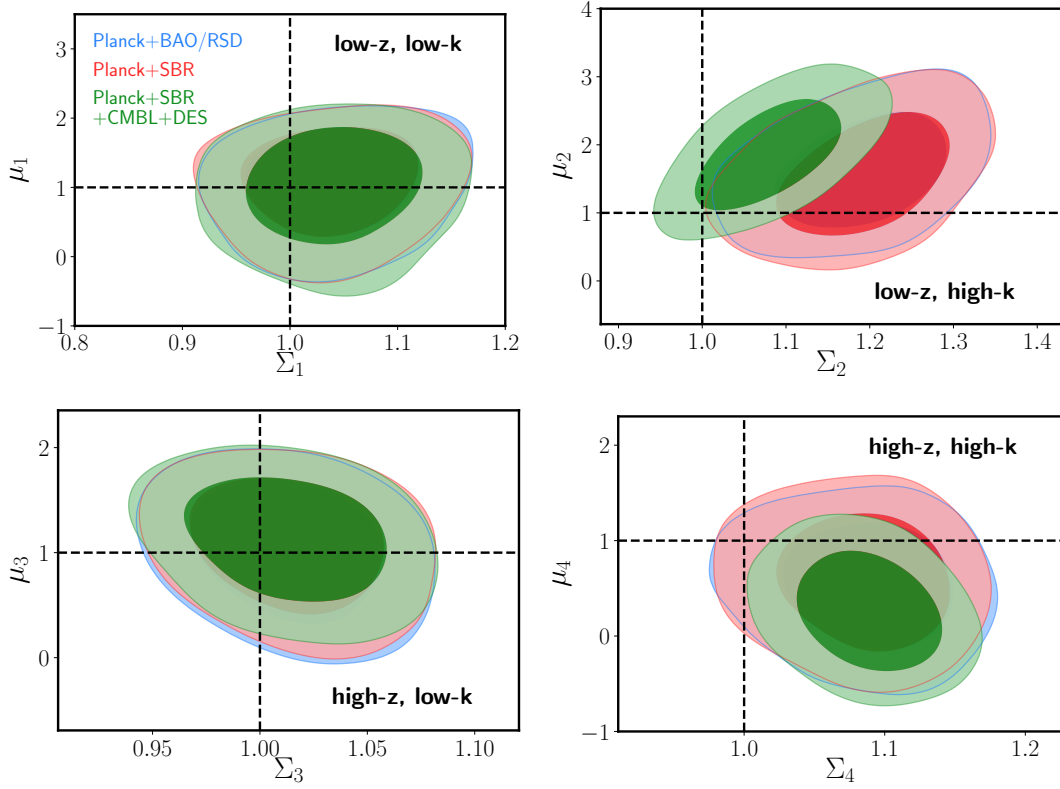 Planck+BAO/RSD
Planck+SBR
Planck+SBR
+CMBL+DES
low-z, low-k
3
2
1
0
−1
μ1
0.8
0.9
1.0
1.1
1.2
Σ1
4
3
2
1
0
μ2
low-z, high-k
0.9
1.0
1.1
1.2
1.3
1.4
Σ2
2
1
0
μ3
high-z, low-k
0.95
1.00
1.05
1.10
Σ3
high-z, high-k
2
1
0
−1
μ4
1.0
1.1
1.2
Σ4